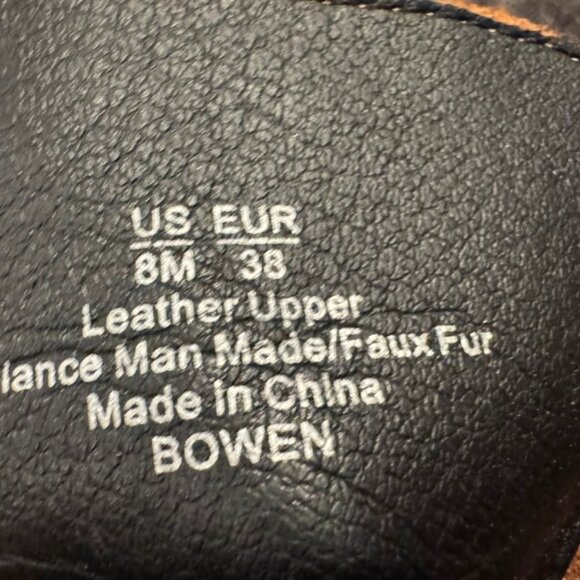 US EUR
8M 38
Leather Upper
lance Man Made/Faux Fur
Made in China
BOWEN